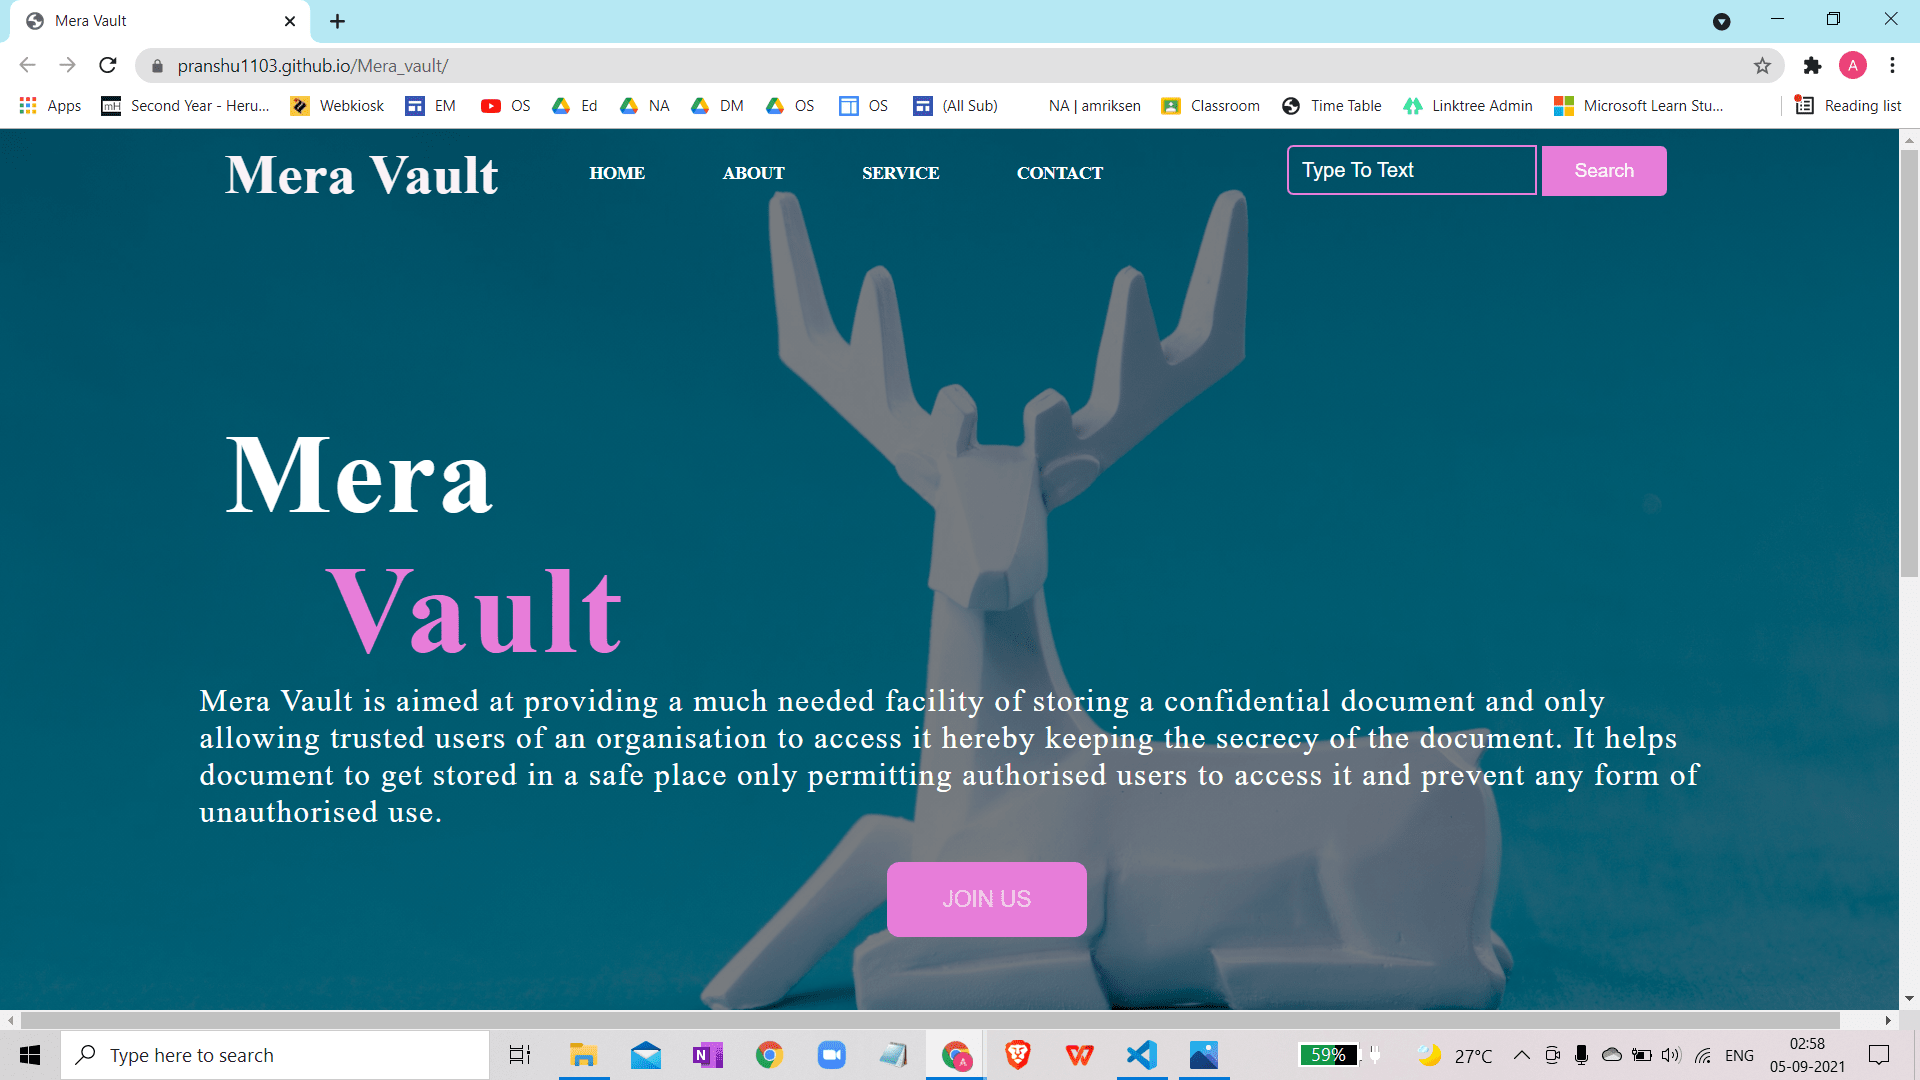 Mera Vault
pranshu1103.github.io/Mera_vault/
A
Apps
mH
Second Year - Heru...
Webkiosk
EM
OS
Ed
NA
DM
OS
OS
(All Sub)
NA | amriksen
Classroom
Time Table
Linktree Admin
Microsoft Learn Stu...
Reading list
Mera Vault
HOME
ABOUT
SERVICE
CONTACT
Type To Text
Search
Mera
Vault
Mera Vault is aimed at providing a much needed facility of storing a confidential document and only
allowing trusted users of an organisation to access it hereby keeping the secrecy of the document. It helps
document to get stored in a safe place only permitting authorised users to access it and prevent any form of
unauthorised use.
JOIN US
Type here to search
N
A
W
59%
27°C
ENG
02:58
05-09-2021